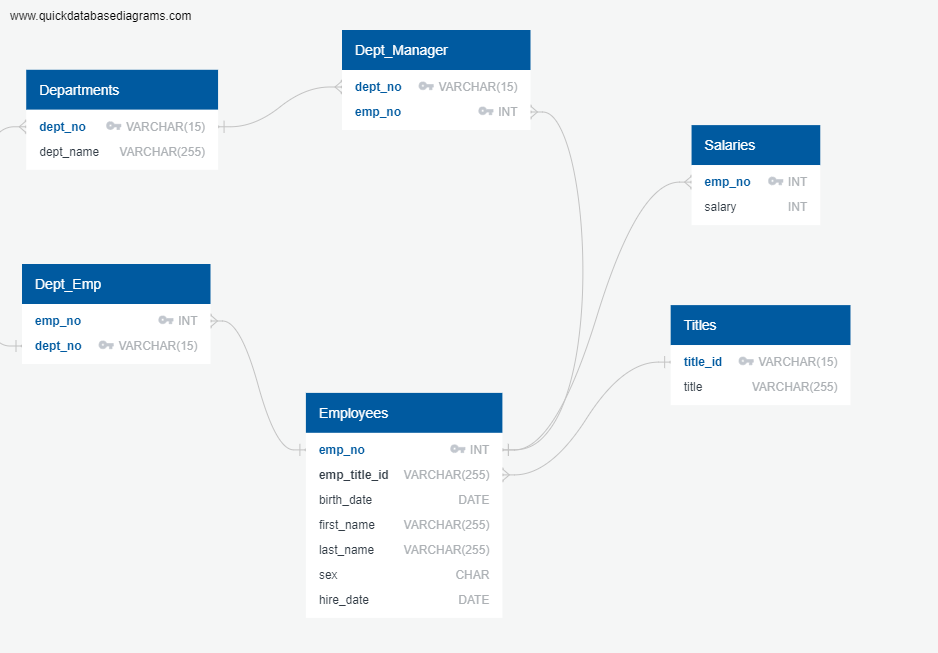 www.quickdatabasediagrams.com
Dept_Manager
dept_no VARCHAR(15)
emp_no INT
Departments
dept_no VARCHAR(15)
dept_name VARCHAR(255)
Salaries
emp_no INT
salary INT
Dept_Emp
emp_no INT
dept_no VARCHAR(15)
Titles
title_id VARCHAR(15)
title VARCHAR(255)
Employees
emp_no INT
emp_title_id VARCHAR(255)
birth_date DATE
first_name VARCHAR(255)
last_name VARCHAR(255)
sex CHAR
hire_date DATE